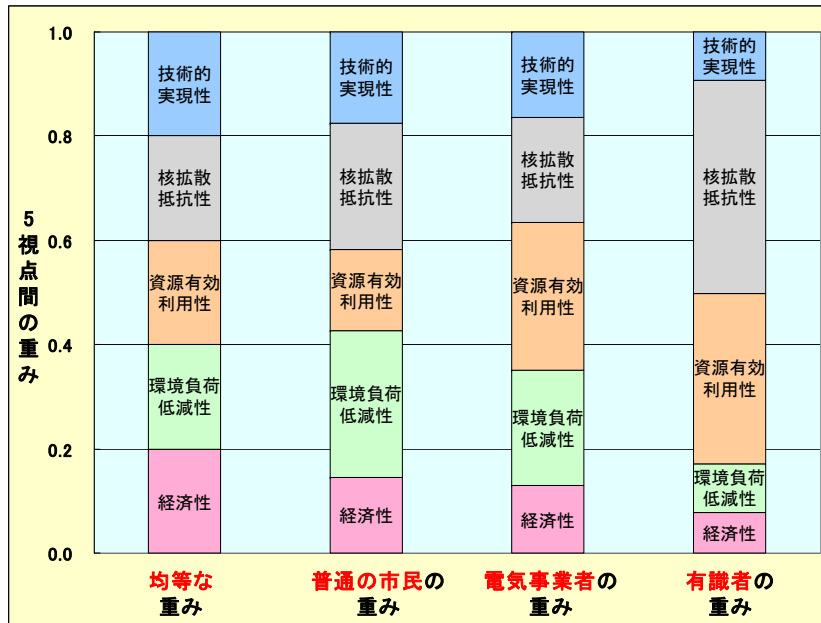 5視点間の重み
1.0
0.8
0.6
0.4
0.2
0.0
技術的
実現性
核拡散
抵抗性
資源有効
利用性
環境負荷
低減性
経済性
技術的
実現性
核拡散
抵抗性
資源有効
利用性
環境負荷
低減性
経済性
技術的
実現性
核拡散
抵抗性
資源有効
利用性
環境負荷
低減性
経済性
技術的
実現性
核拡散
抵抗性
資源有効
利用性
環境負荷
低減性
経済性
均等な
重み
普通の市民の
重み
電気事業者の
重み
有識者の
重み